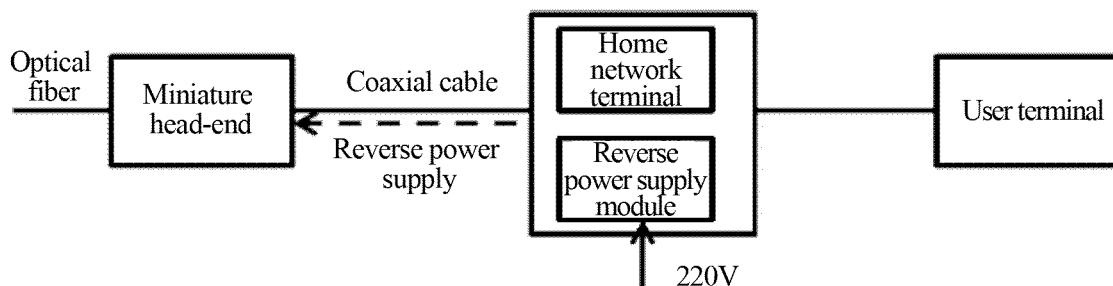 Optical
fiber
Miniature
head-end
Coaxial cable
Reverse power
supply
Home
network
terminal
Reverse
power supply
module
220V
User terminal